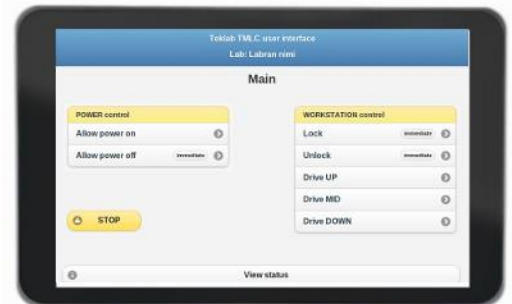 Teklab TMLC user interface
Lab: Labran nimi
Main
POWER control
Allow power on
Allow power off immediate
STOP
WORKSTATION control
Lock immediate
Unlock immediate
Drive UP
Drive MID
Drive DOWN
View status